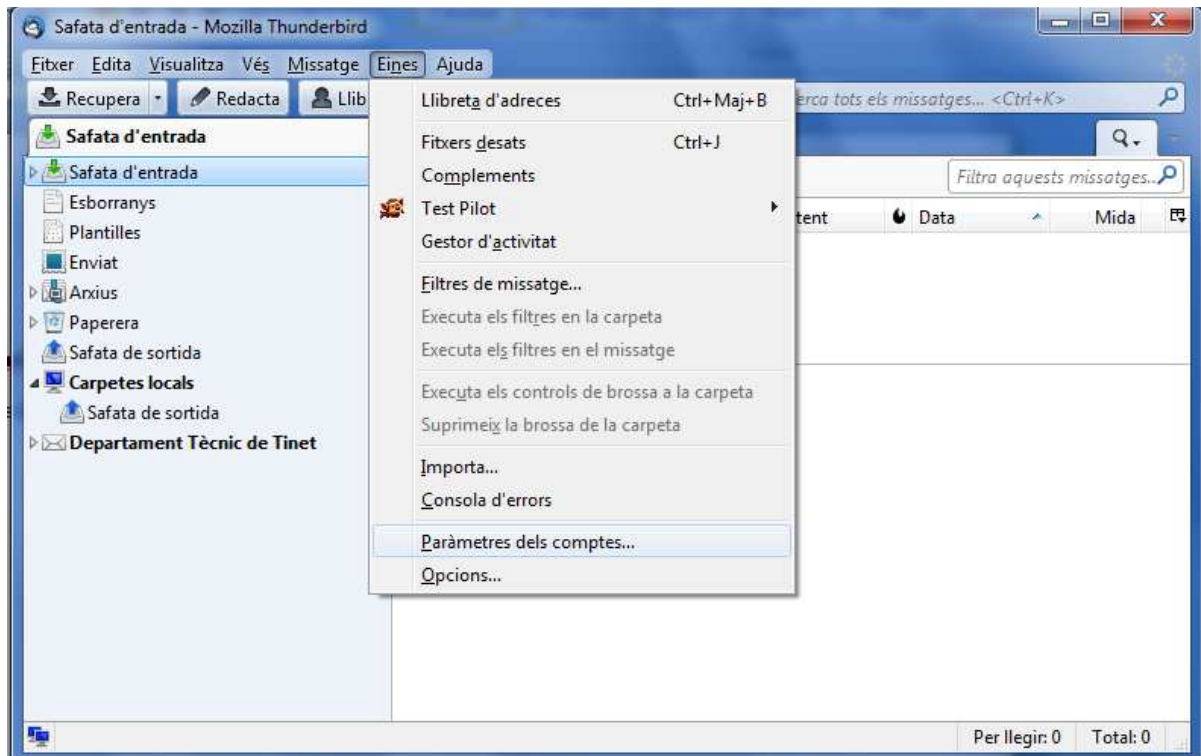 Safata d'entrada - Mozilla Thunderbird
Fitxer Edita Visualitza Vés Missatge Eines Ajuda
Recupera Redacta Llib erca tots els missatges... <Ctrl+K>
Safata d'entrada
Safata d'entrada
Filtra aquests missatges...
Esborranys
Plantilles
Enviat
Arxius
Paperera
Safata de sortida
Carpetes locals
Safata de sortida
Departament Tècnic de Tinet
tent Data Mida
Llibreta d'adreces Ctrl+Maj+B
Fitxers desats Ctrl+J
Complements
Test Pilot
Gestor d'activitat
Filtres de missatge...
Executa els filtres en la carpeta
Executa els filtres en el missatge
Executa els controls de brossa a la carpeta
Suprimeix la brossa de la carpeta
Importa...
Consola d'errors
Paràmetres dels comptes...
Opcions...
Per llegir: 0 Total: 0